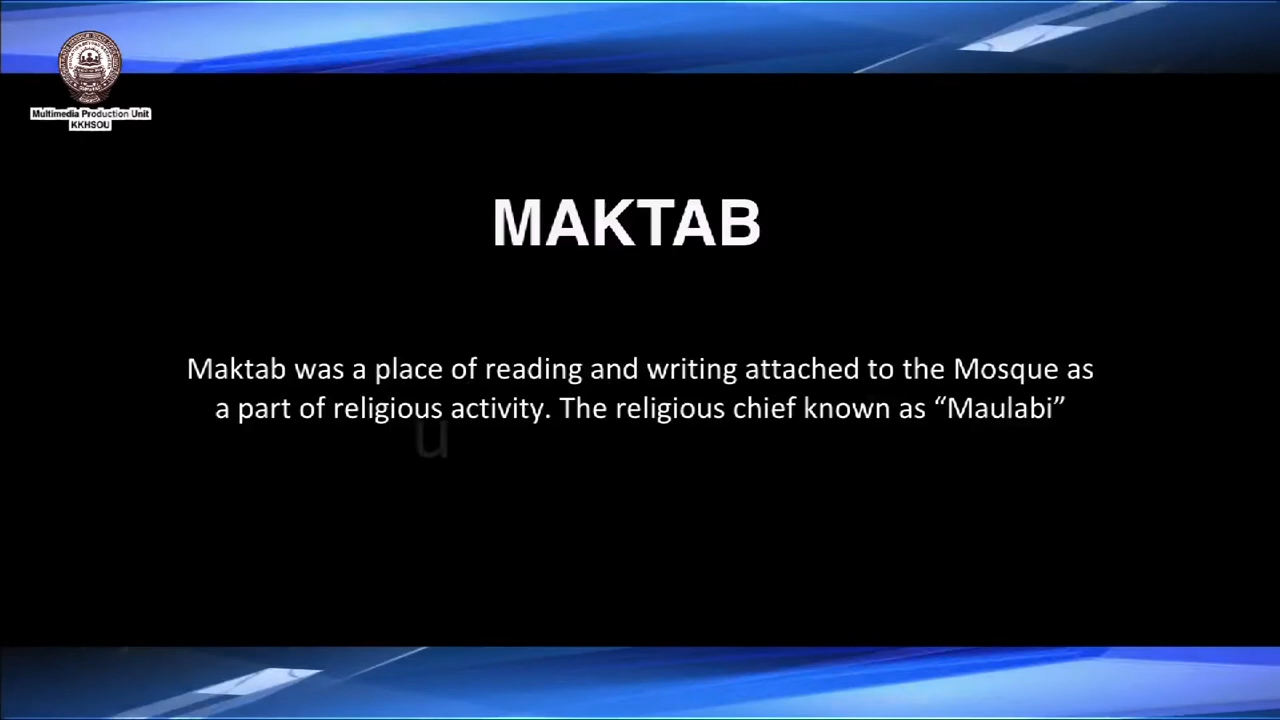 Multimedia Production Unit
KKHSOU
MAKTAB
Maktab was a place of reading and writing attached to the Mosque as
a part of religious activity. The religious chief known as “Maulabi”
u